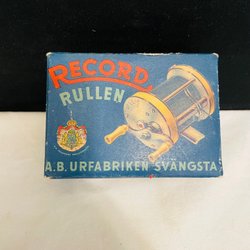 RECORD
RULLEN
A.B. URFABRIKEN SVÄNGSTA